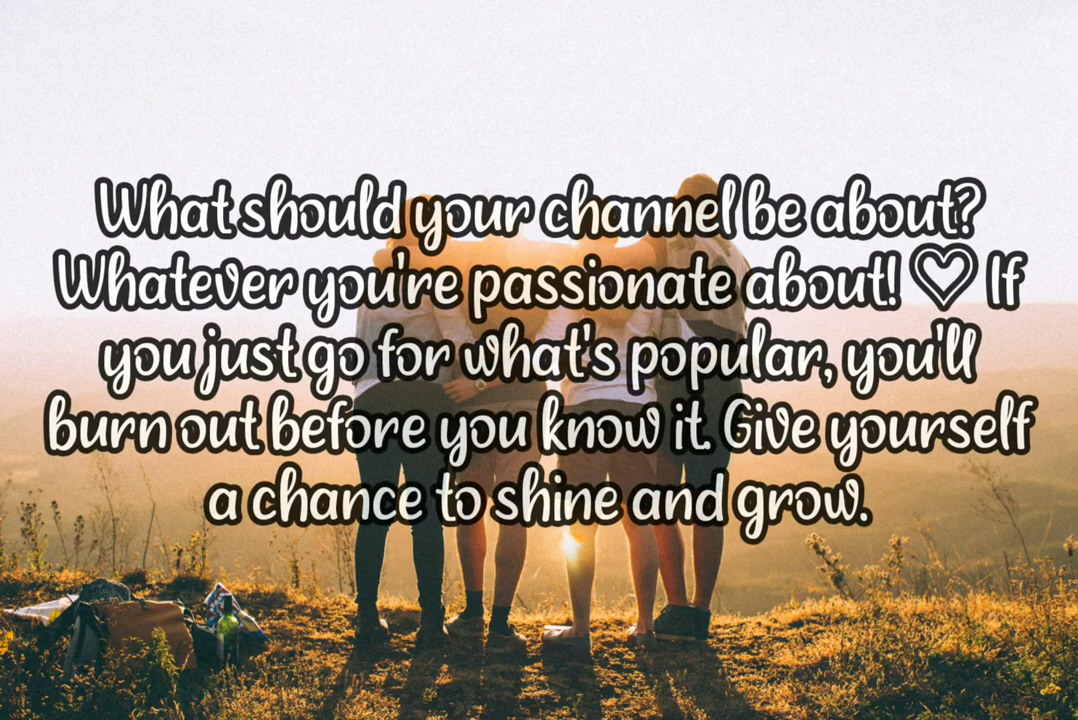 What should your channel be about?
Whatever you're passionate about! ♡ If
you just go for what's popular, you'll
burn out before you know it. Give yourself
a chance to shine and grow.